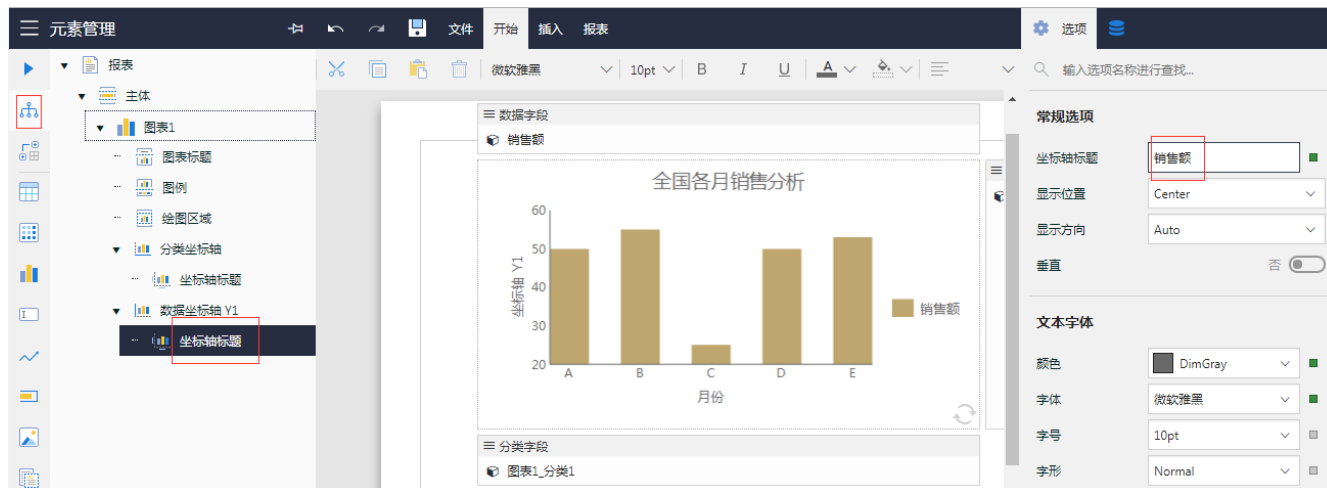 元素管理
文件 开始 插入 报表
选项
报表
微软雅黑 10pt B I U A
输入选项名称进行查找...
主体
图表1
图表标题
图例
绘图区域
分类坐标轴
坐标轴标题
数据坐标轴 Y1
坐标轴标题
数据字段
销售额
全国各月销售分析
60
50
40
30
20
坐标轴 Y1
A B C D E
月份
销售额
分类字段
图表1_分类1
常规选项
坐标轴标题 销售额
显示位置 Center
显示方向 Auto
垂直 否
文本字体
颜色 DimGray
字体 微软雅黑
字号 10pt
字形 Normal